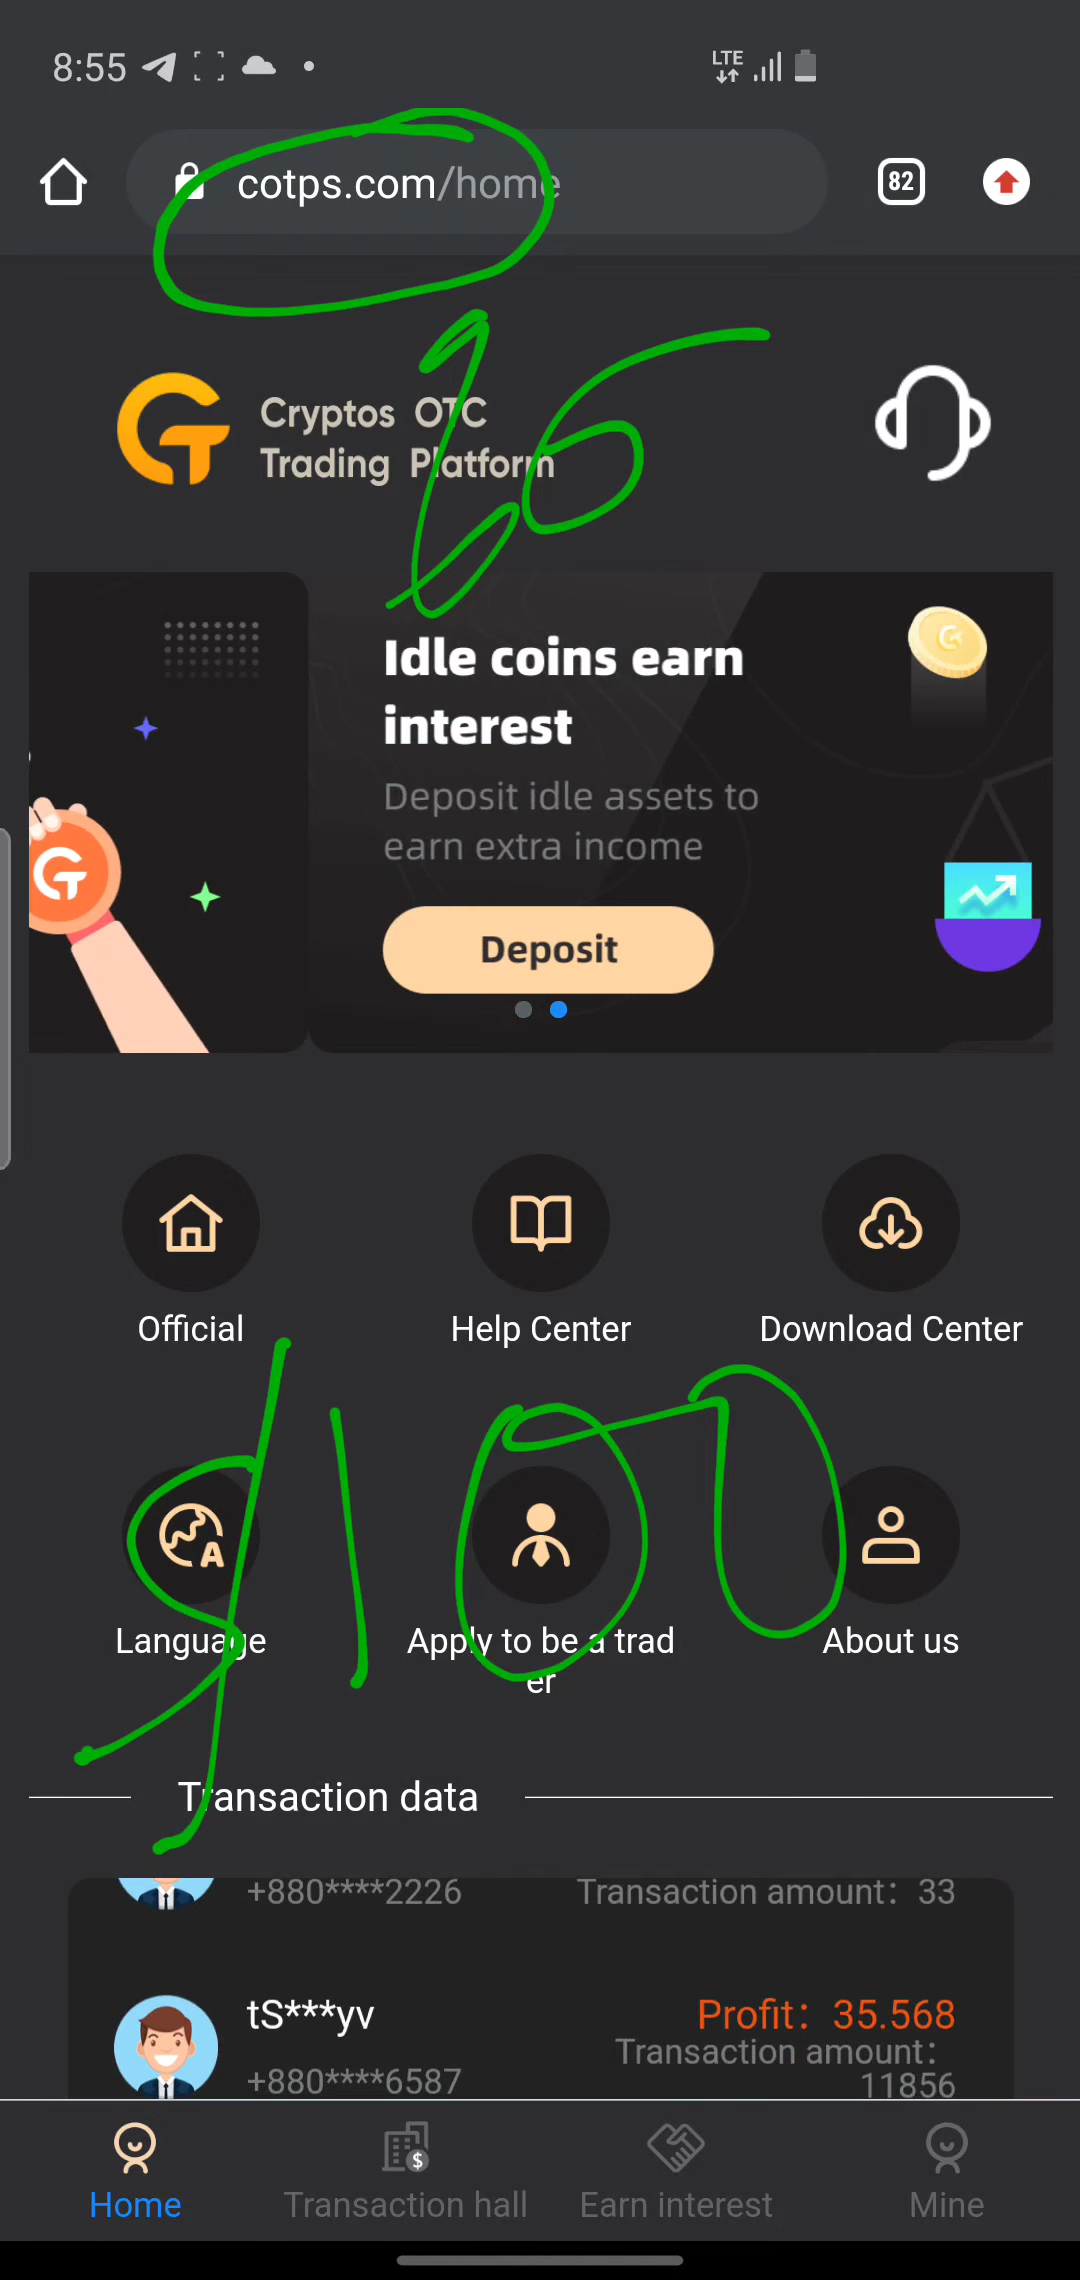 8:55
LTE
cotps.com/home
82
Cryptos OTC
Trading Platform
Idle coins earn
interest
Deposit idle assets to
earn extra income
Deposit
Official
Help Center
Download Center
$100
Language
Apply to be a trad
er
About us
Transaction data
+880****2226
Transaction amount: 33
tS***yv
Profit: 35.568
+880****6587
Transaction amount:
11856
Home
Transaction hall
Earn interest
Mine